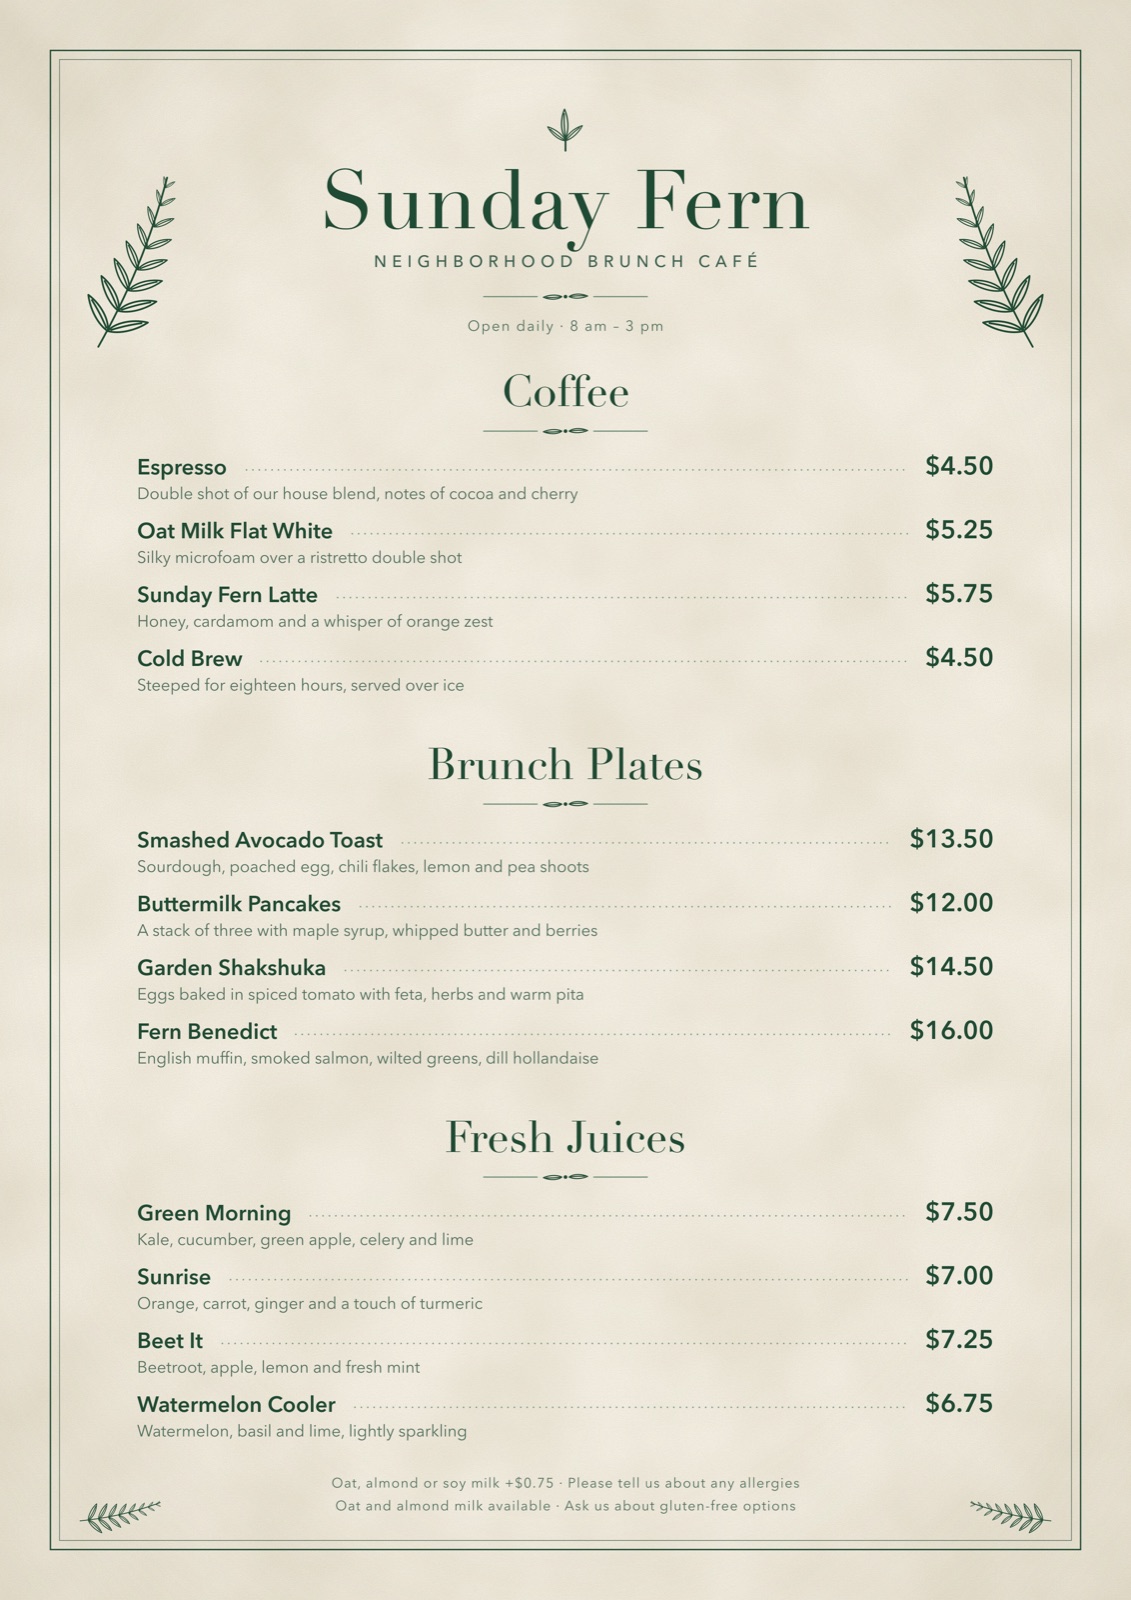 Sunday Fern
NEIGHBORHOOD BRUNCH CAFÉ
Open daily · 8 am – 3 pm
Coffee
Espresso $4.50
Double shot of our house blend, notes of cocoa and cherry
Oat Milk Flat White $5.25
Silky microfoam over a ristretto double shot
Sunday Fern Latte $5.75
Honey, cardamom and a whisper of orange zest
Cold Brew $4.50
Steeped for eighteen hours, served over ice
Brunch Plates
Smashed Avocado Toast $13.50
Sourdough, poached egg, chili flakes, lemon and pea shoots
Buttermilk Pancakes $12.00
A stack of three with maple syrup, whipped butter and berries
Garden Shakshuka $14.50
Eggs baked in spiced tomato with feta, herbs and warm pita
Fern Benedict $16.00
English muffin, smoked salmon, wilted greens, dill hollandaise
Fresh Juices
Green Morning $7.50
Kale, cucumber, green apple, celery and lime
Sunrise $7.00
Orange, carrot, ginger and a touch of turmeric
Beet It $7.25
Beetroot, apple, lemon and fresh mint
Watermelon Cooler $6.75
Watermelon, basil and lime, lightly sparkling
Oat, almond or soy milk +$0.75 · Please tell us about any allergies
Oat and almond milk available · Ask us about gluten-free options